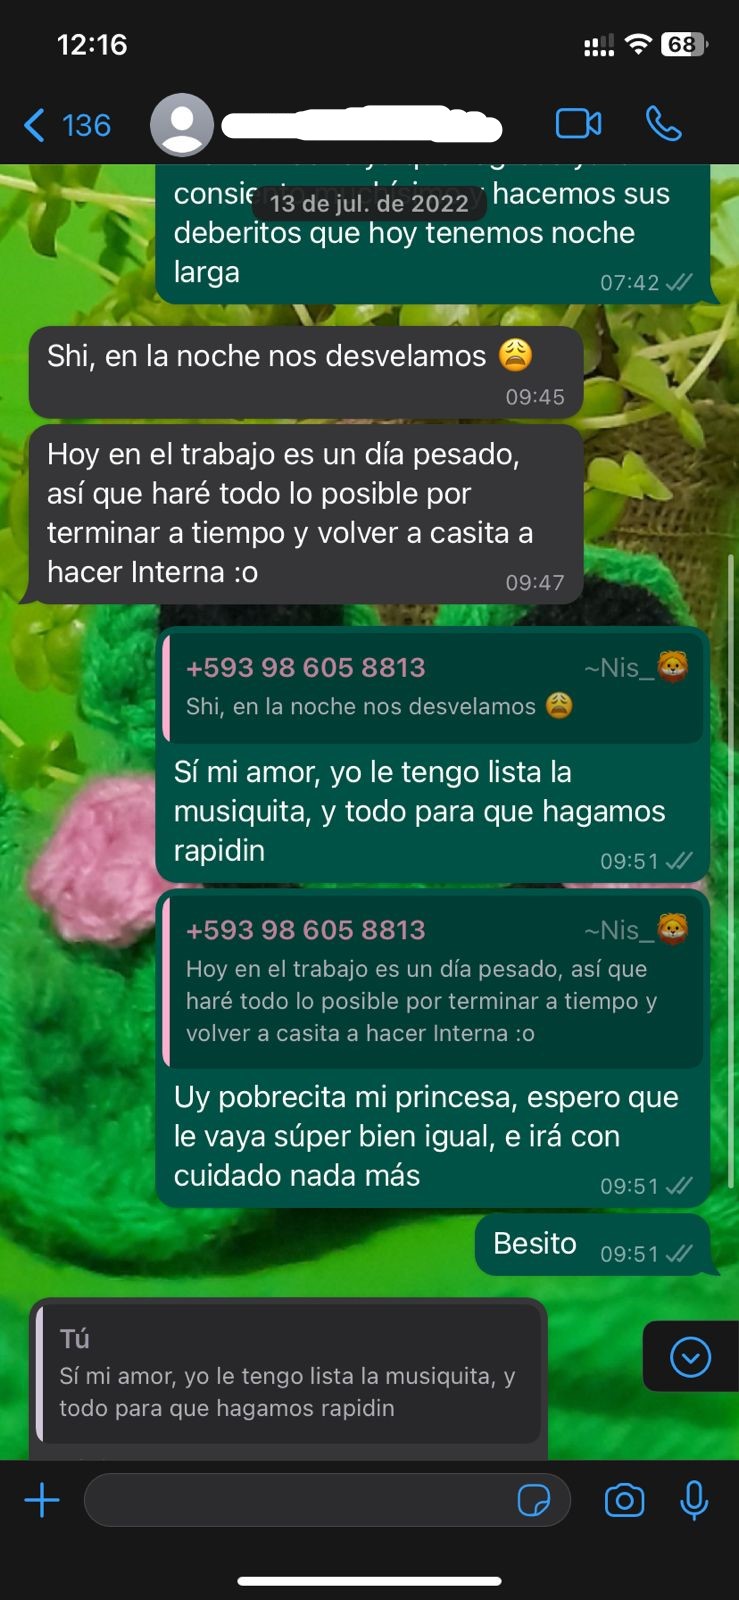 12:16
68
136
consiento muchísimo y hacemos sus
13 de jul. de 2022
deberitos que hoy tenemos noche
larga
07:42
Shi, en la noche nos desvelamos 😩
09:45
Hoy en el trabajo es un día pesado,
así que haré todo lo posible por
terminar a tiempo y volver a casita a
hacer Interna :o
09:47
+593 98 605 8813 ~Nis_🦁
Shi, en la noche nos desvelamos 😩
Sí mi amor, yo le tengo lista la
musiquita, y todo para que hagamos
rapidin
09:51
+593 98 605 8813 ~Nis_🦁
Hoy en el trabajo es un día pesado, así que
haré todo lo posible por terminar a tiempo y
volver a casita a hacer Interna :o
Uy pobrecita mi princesa, espero que
le vaya súper bien igual, e irá con
cuidado nada más
09:51
Besito 09:51
Tú
Sí mi amor, yo le tengo lista la musiquita, y
todo para que hagamos rapidin